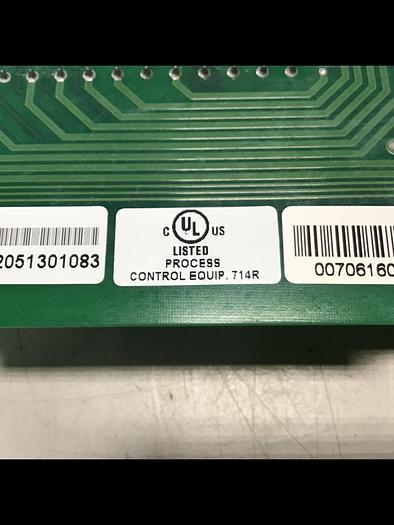 2051301083
C UL US
LISTED
PROCESS
CONTROL EQUIP. 714R
00706160